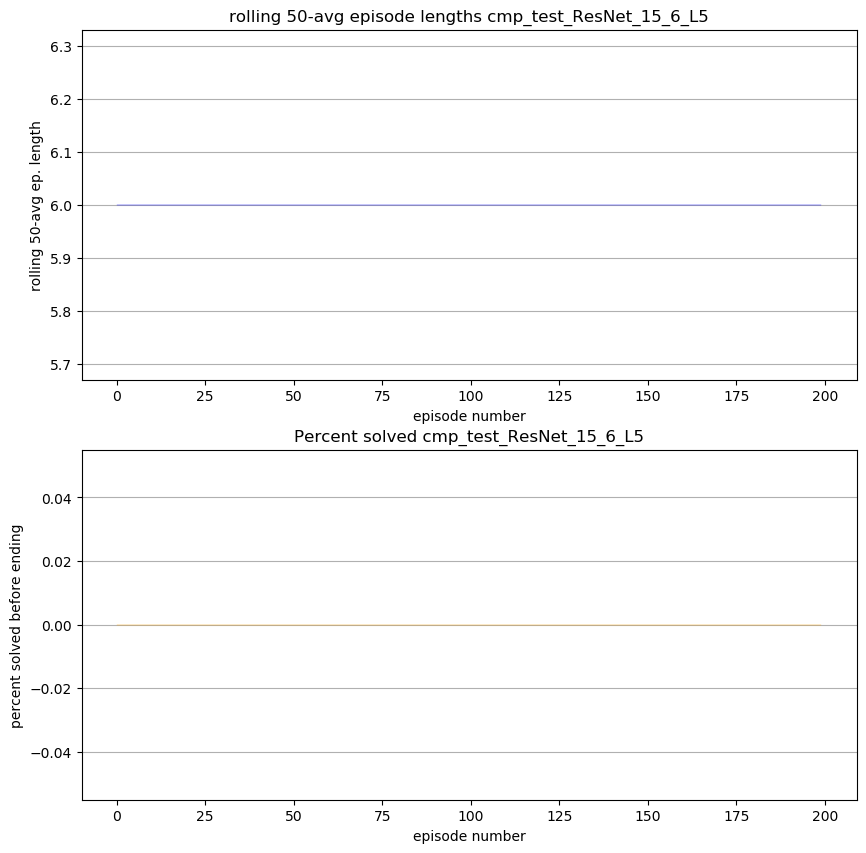 rolling 50-avg episode lengths cmp_test_ResNet_15_6_L5
rolling 50-avg ep. length
6.3
6.2
6.1
6.0
5.9
5.8
5.7
0 25 50 75 100 125 150 175 200
episode number
Percent solved cmp_test_ResNet_15_6_L5
percent solved before ending
0.04
0.02
0.00
−0.02
−0.04
0 25 50 75 100 125 150 175 200
episode number